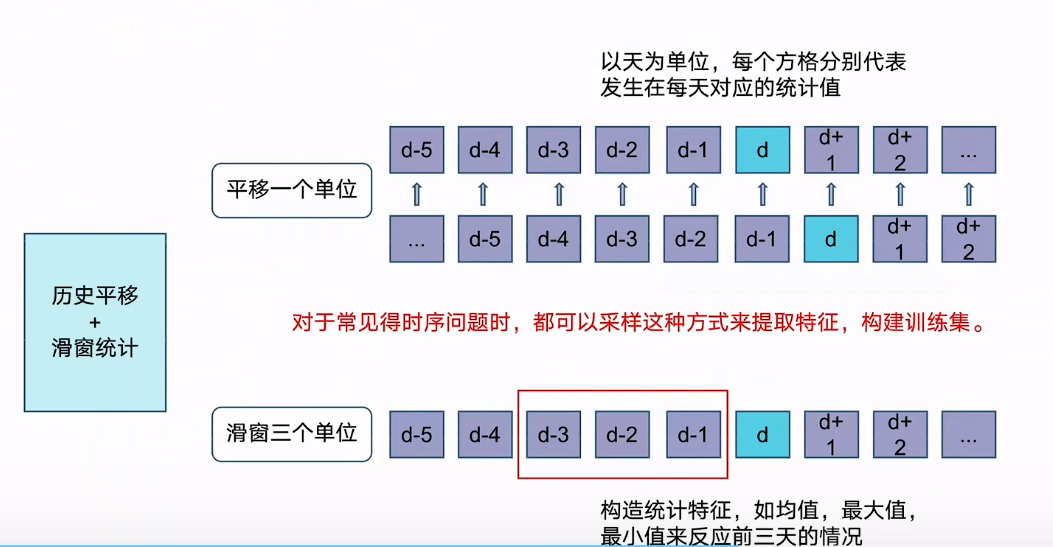 以天为单位，每个方格分别代表
发生在每天对应的统计值
d-5 d-4 d-3 d-2 d-1 d d+1 d+2 ...
平移一个单位
... d-5 d-4 d-3 d-2 d-1 d d+1 d+2
历史平移
+
滑窗统计
对于常见得时序问题时，都可以采样这种方式来提取特征，构建训练集。
滑窗三个单位
d-5 d-4 d-3 d-2 d-1 d d+1 d+2 ...
构造统计特征，如均值，最大值，
最小值来反应前三天的情况